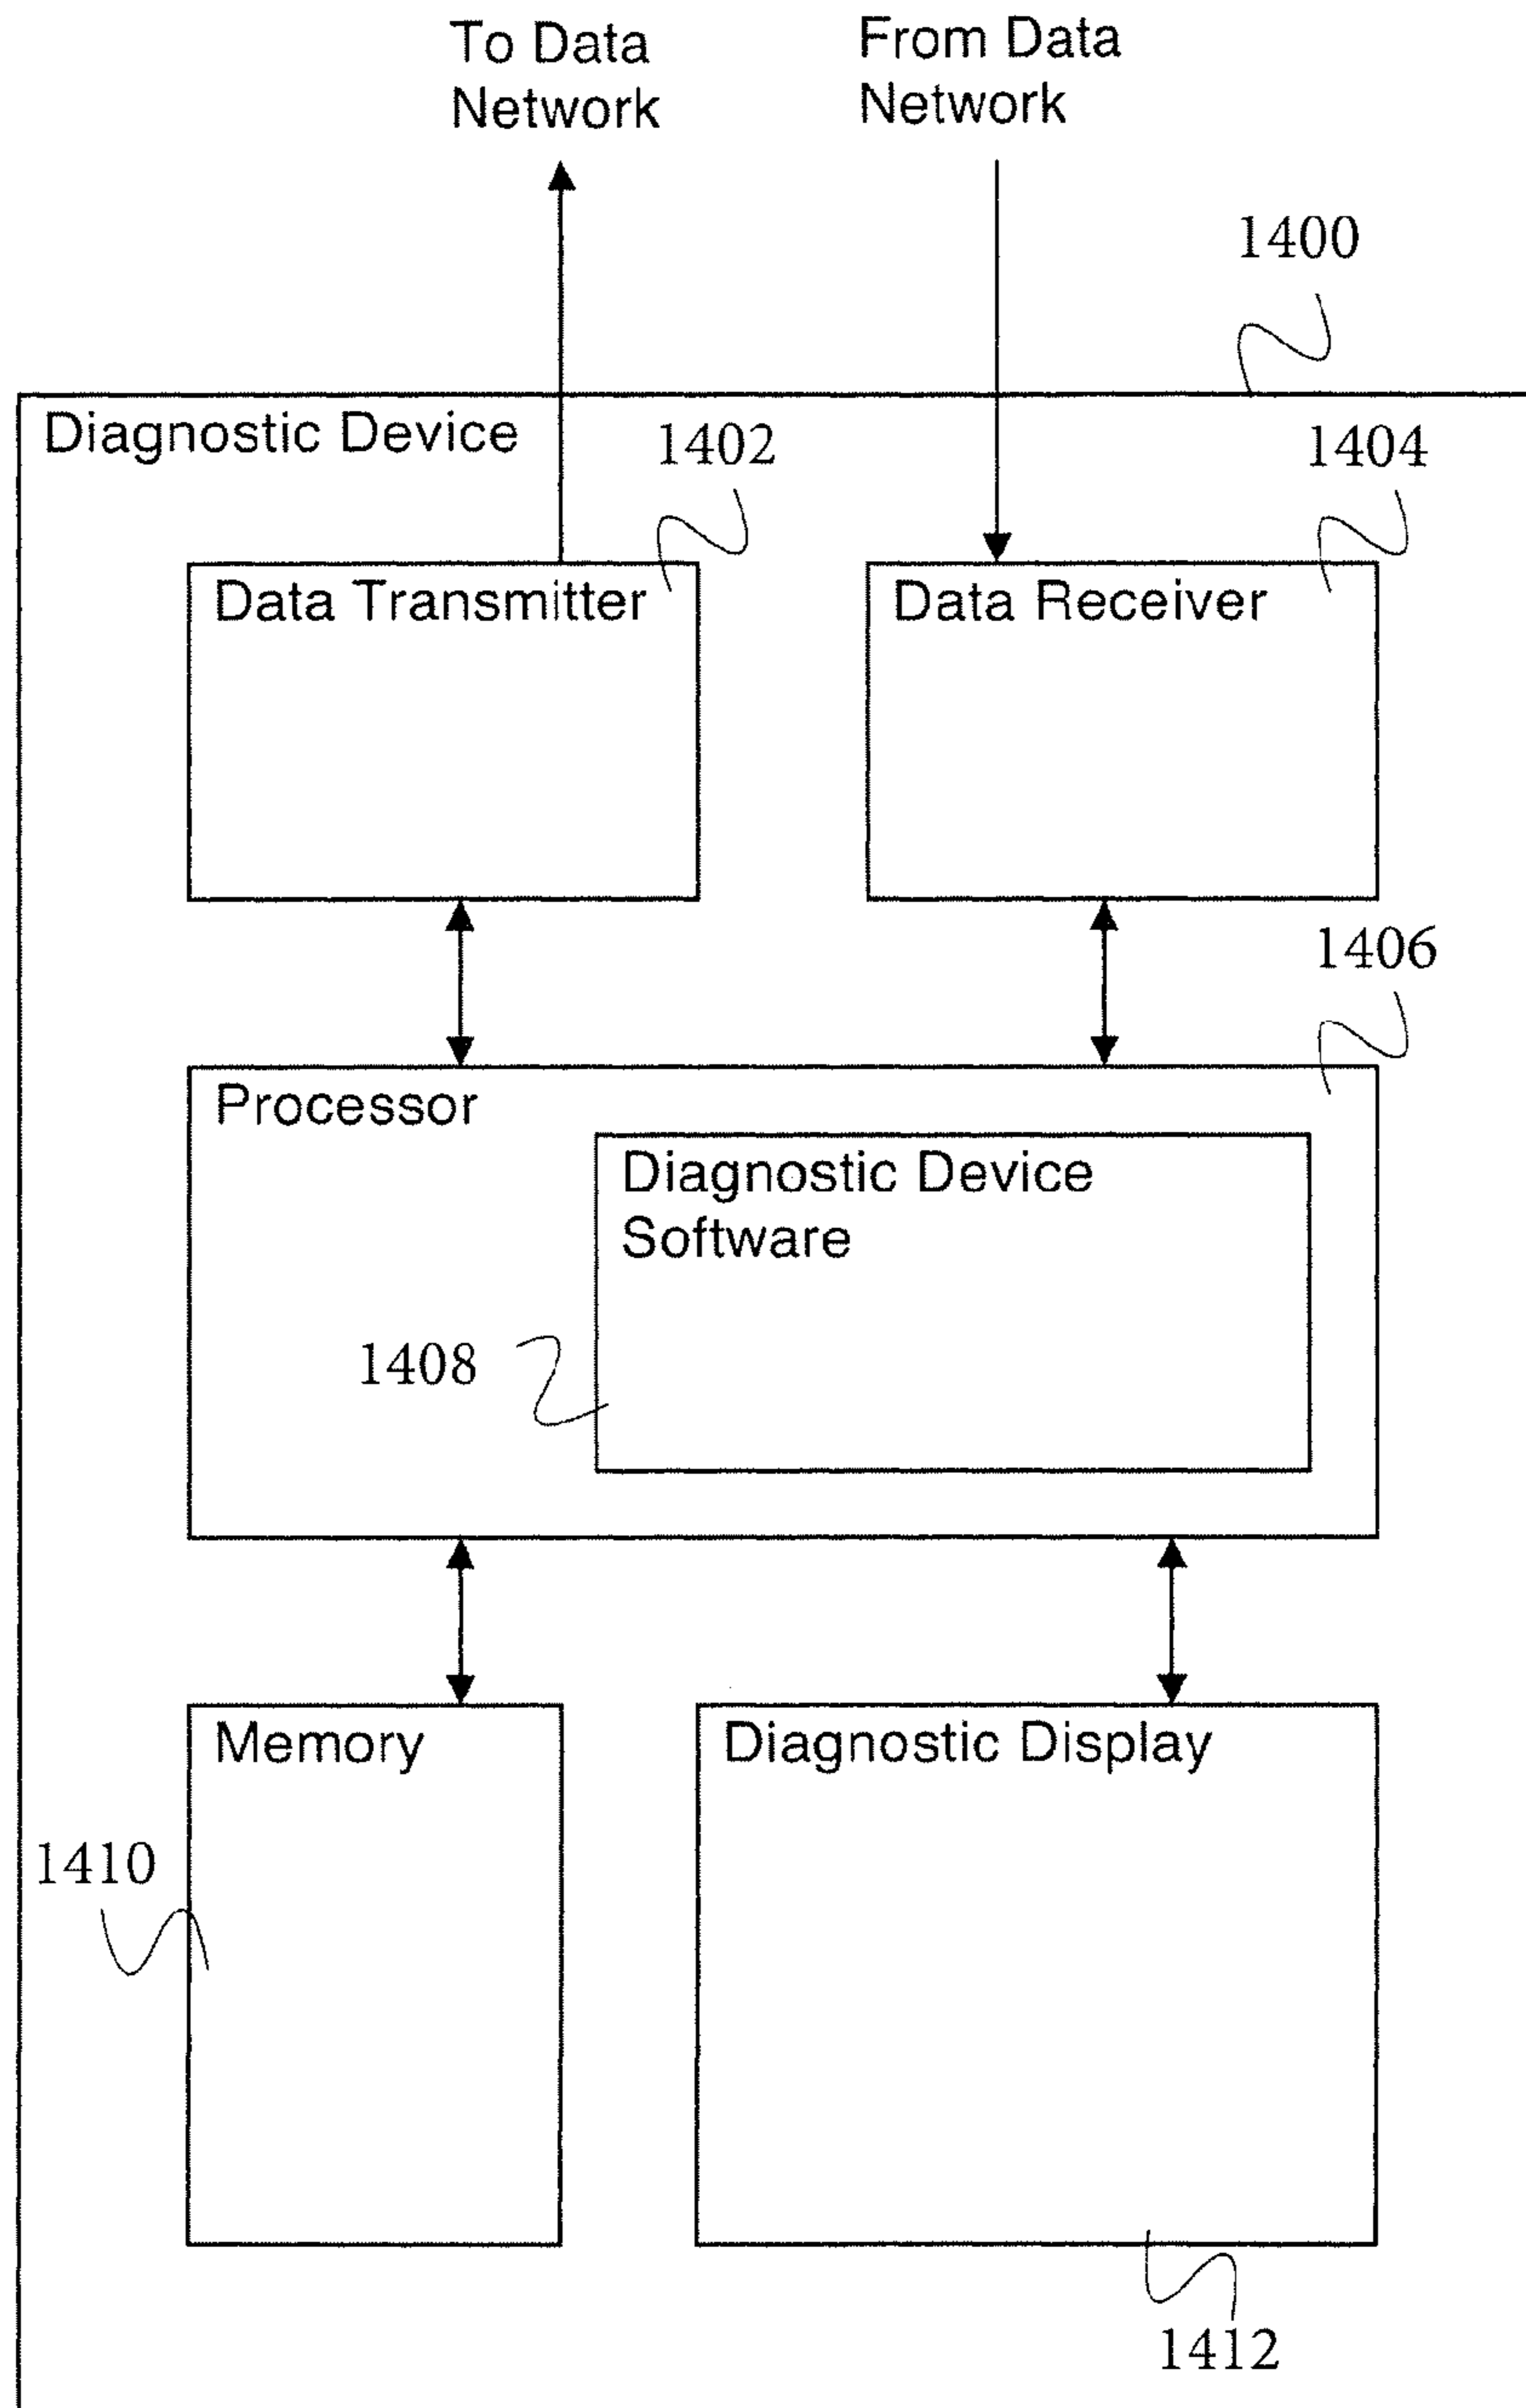 To Data
Network
From Data
Network
1400
Diagnostic Device
1402
1404
Data Transmitter
Data Receiver
1406
Processor
Diagnostic Device
Software
1408
Memory
Diagnostic Display
1410
1412